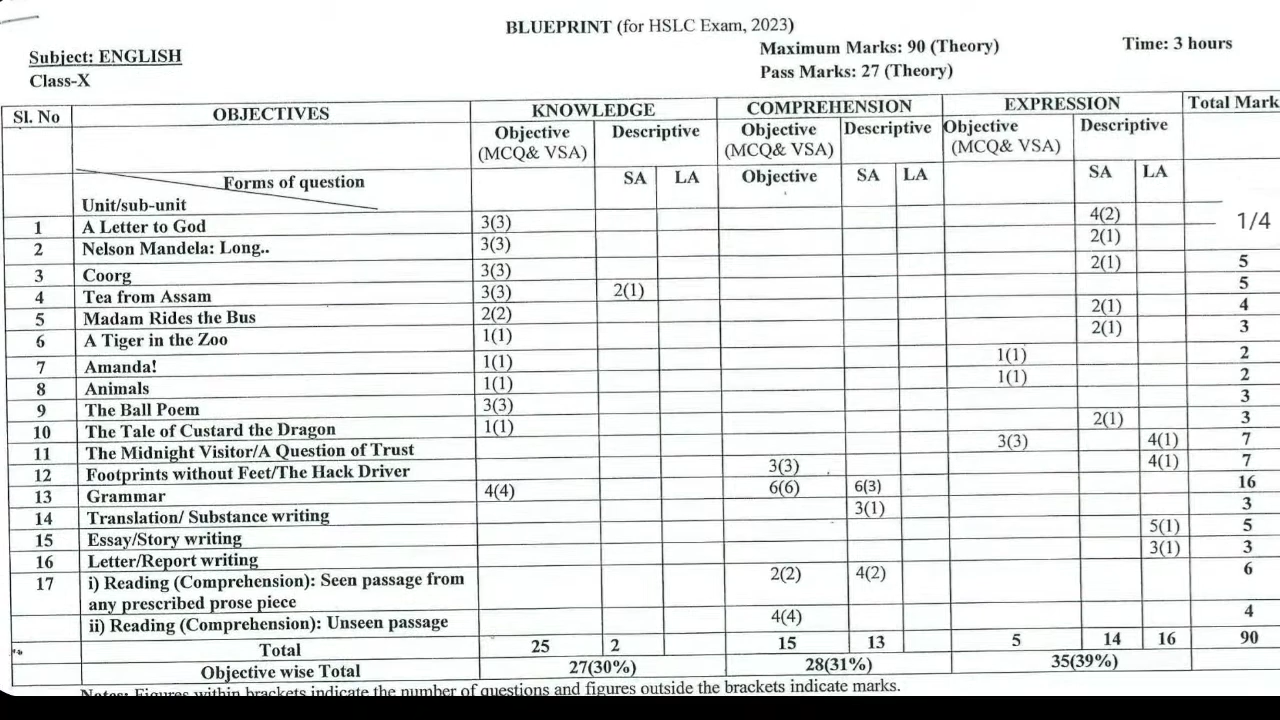 BLUEPRINT (for HSLC Exam, 2023)
Subject: ENGLISH
Maximum Marks: 90 (Theory)
Time: 3 hours
Class-X
Pass Marks: 27 (Theory)
Sl. No OBJECTIVES KNOWLEDGE COMPREHENSION EXPRESSION Total Mark
Objective (MCQ& VSA) Descriptive Objective (MCQ& VSA) Descriptive Objective (MCQ& VSA) Descriptive
Forms of question SA LA Objective SA LA SA LA
Unit/sub-unit
1 A Letter to God 3(3) 4(2) 1/4
2 Nelson Mandela: Long.. 3(3) 2(1)
3 Coorg 3(3) 2(1) 5
4 Tea from Assam 3(3) 2(1) 5
5 Madam Rides the Bus 2(2) 2(1) 4
6 A Tiger in the Zoo 1(1) 2(1) 3
7 Amanda! 1(1) 1(1) 2
8 Animals 1(1) 1(1) 2
9 The Ball Poem 3(3) 3
10 The Tale of Custard the Dragon 1(1) 2(1) 3
11 The Midnight Visitor/A Question of Trust 3(3) 4(1) 7
12 Footprints without Feet/The Hack Driver 3(3) 4(1) 7
13 Grammar 4(4) 6(6) 6(3) 16
14 Translation/ Substance writing 3(1) 3
15 Essay/Story writing 5(1) 5
16 Letter/Report writing 3(1) 3
17 i) Reading (Comprehension): Seen passage from 2(2) 4(2) 6
any prescribed prose piece
ii) Reading (Comprehension): Unseen passage 4(4) 4
Total 25 2 15 13 5 14 16 90
Objective wise Total 27(30%) 28(31%) 35(39%)
Notes: Figures within brackets indicate the number of questions and figures outside the brackets indicate marks.